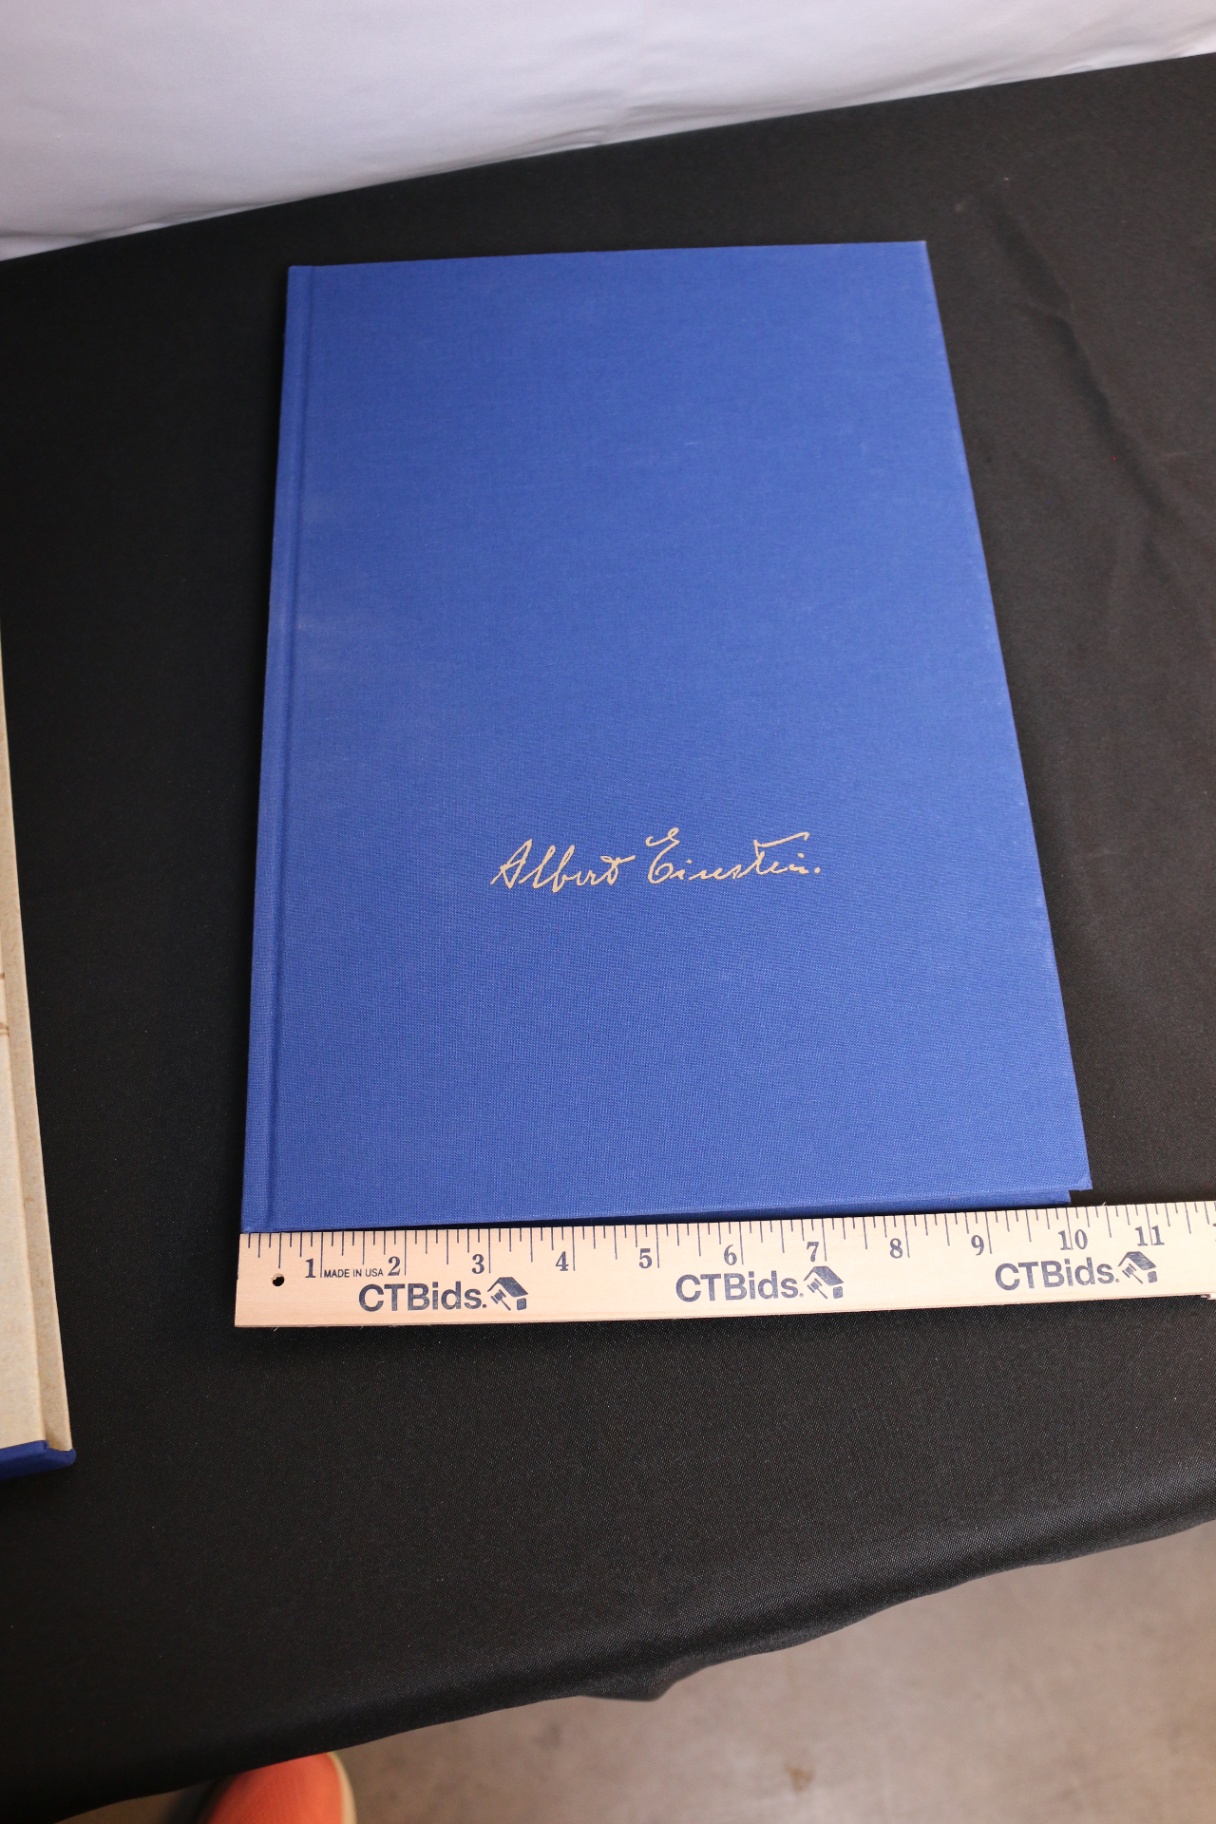 Albert Einstein.
1 MADE IN USA 2 3 4 5 6 7 8 9 10 11
CTBids. CTBids. CTBids.